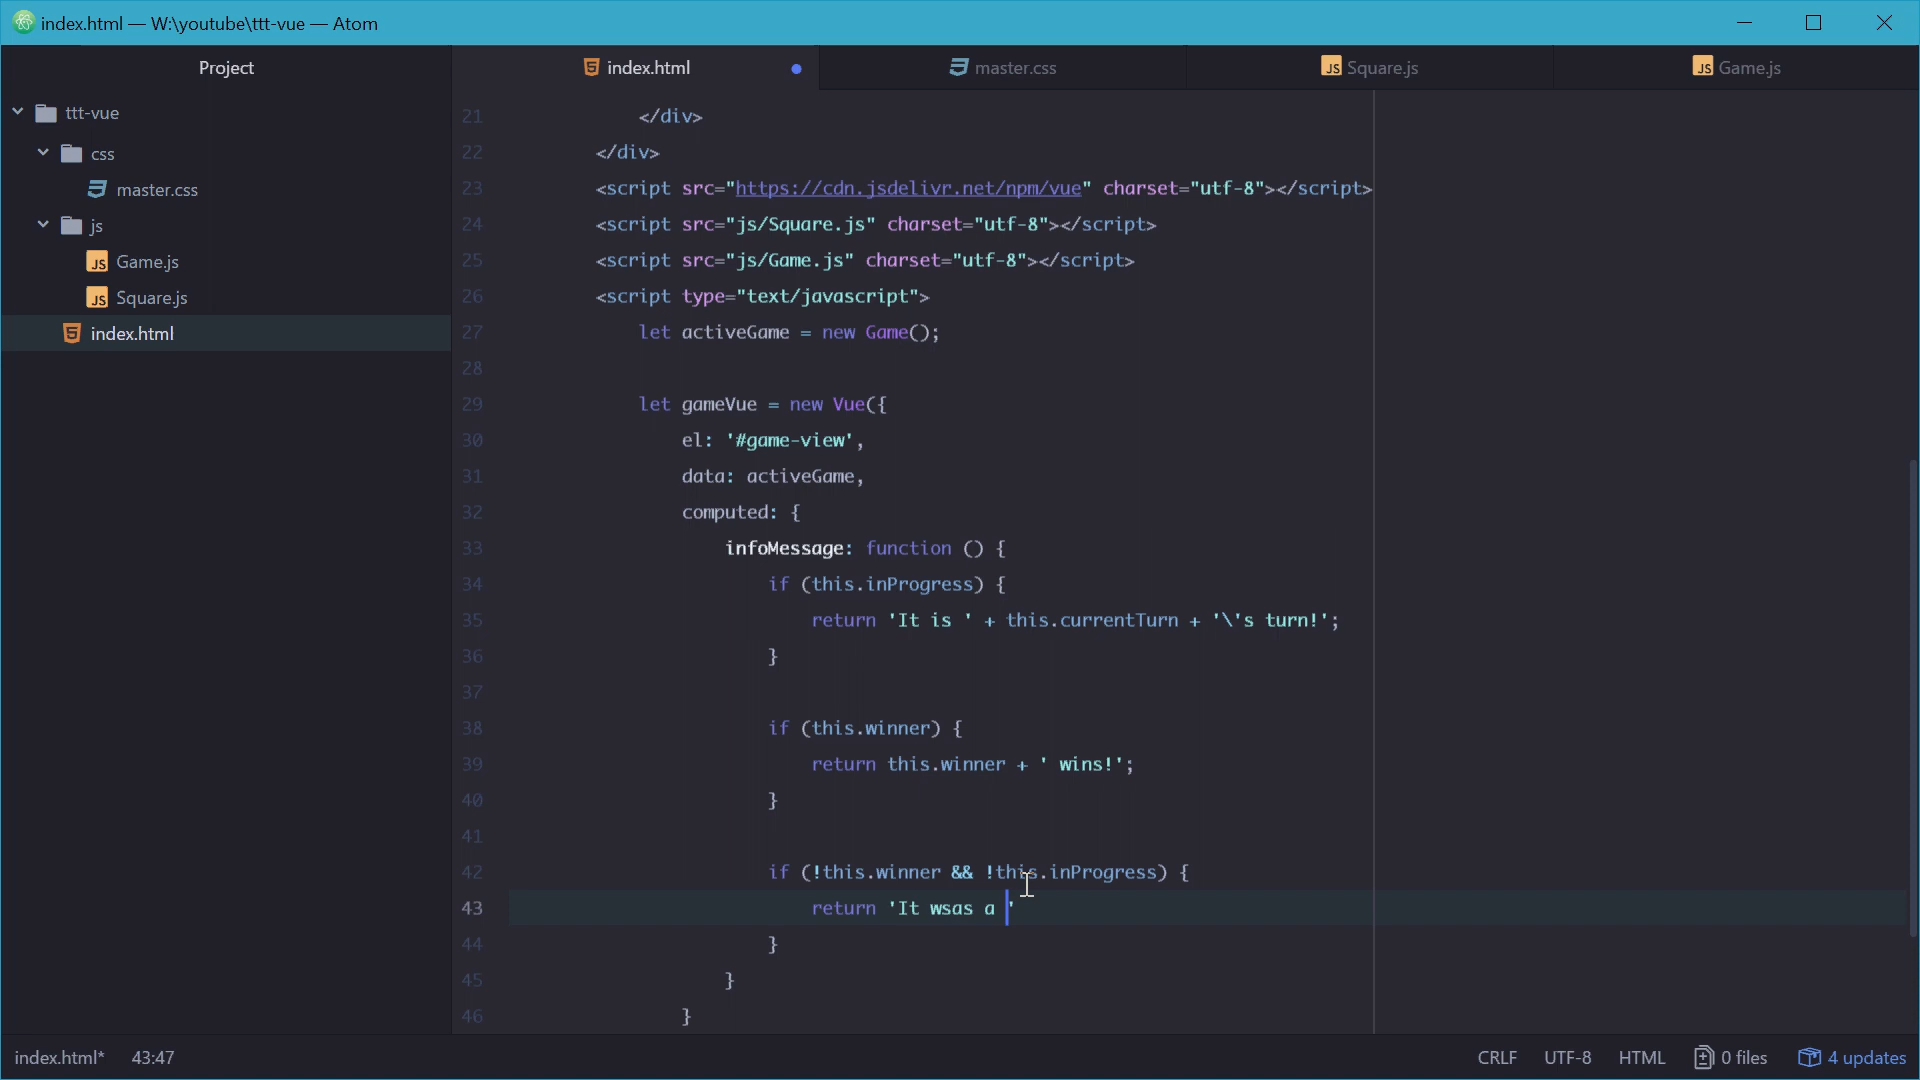 index.html — W:\youtube\ttt-vue — Atom
Project
index.html
master.css
Square.js
Game.js
ttt-vue
css
master.css
js
Game.js
Square.js
index.html
21 </div>
22 </div>
23 <script src="https://cdn.jsdelivr.net/npm/vue" charset="utf-8"></script>
24 <script src="js/Square.js" charset="utf-8"></script>
25 <script src="js/Game.js" charset="utf-8"></script>
26 <script type="text/javascript">
27 let activeGame = new Game();
28
29 let gameVue = new Vue({
30 el: '#game-view',
31 data: activeGame,
32 computed: {
33 infoMessage: function () {
34 if (this.inProgress) {
35 return 'It is ' + this.currentTurn + '\'s turn!';
36 }
37
38 if (this.winner) {
39 return this.winner + ' wins!';
40 }
41
42 if (!this.winner && !this.inProgress) {
43 return 'It wsas a '
44 }
45 }
46 }
index.html* 43:47 CRLF UTF-8 HTML 0 files 4 updates